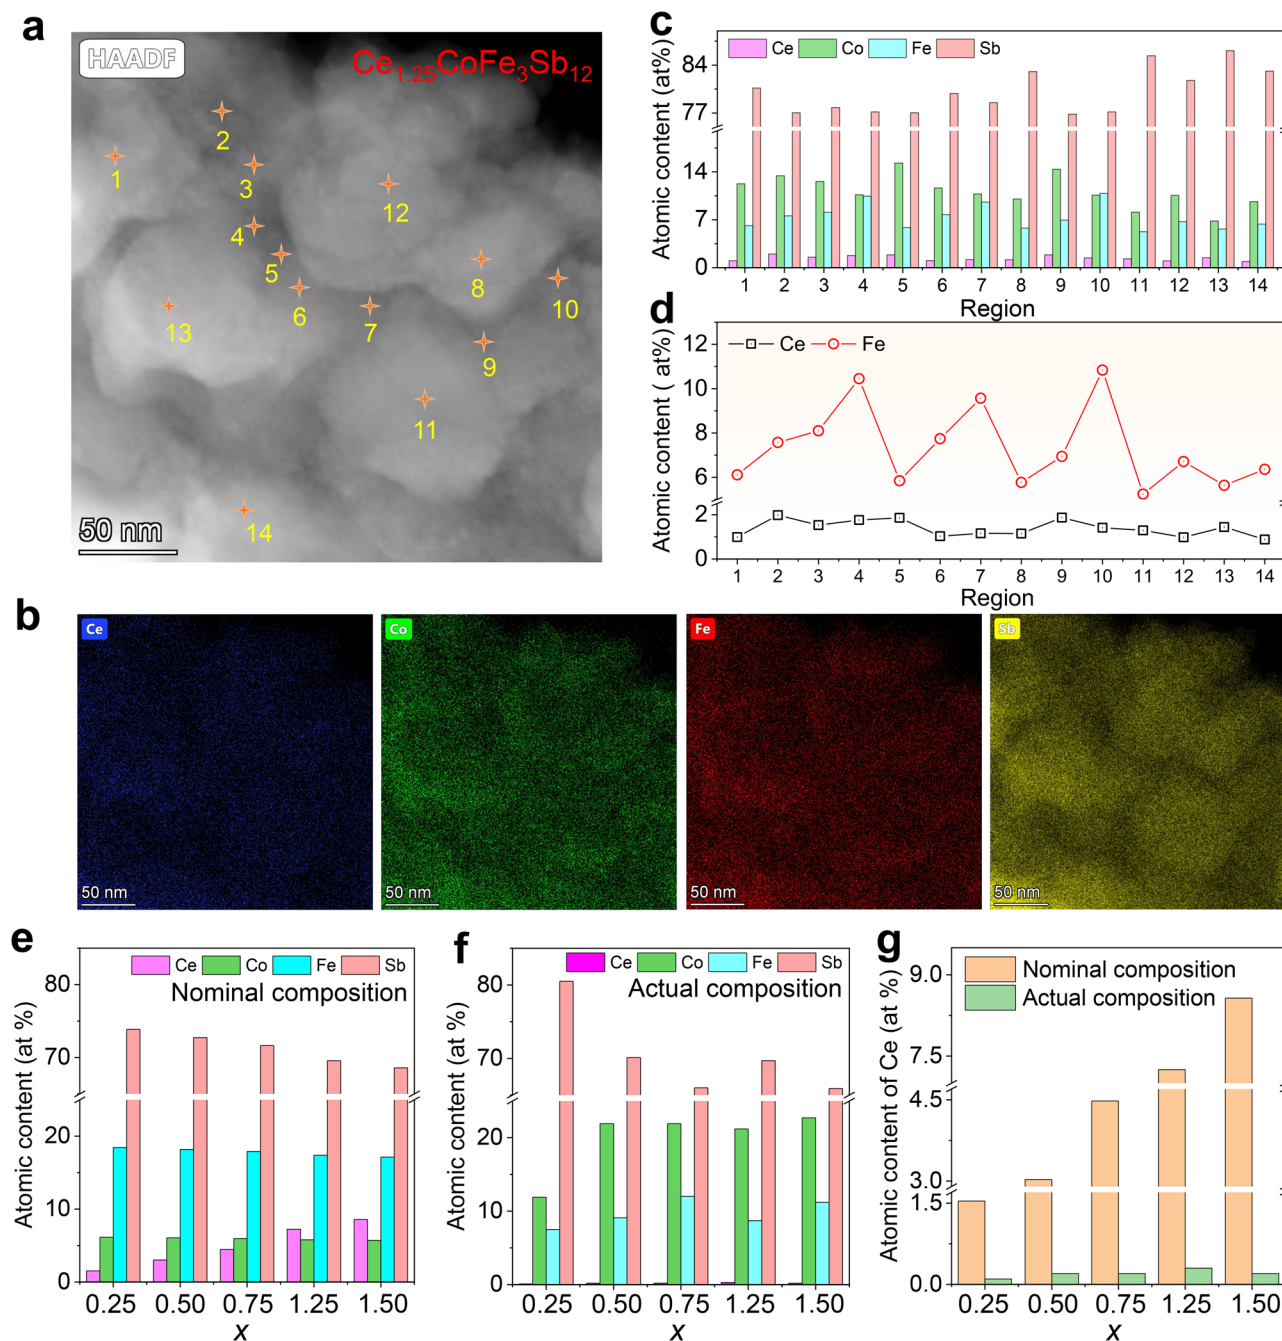 a
HAADF
Ce1.25CoFe3Sb12
1
2
3
4
5
6
7
8
9
10
11
12
13
14
50 nm
c
Ce Co Fe Sb
Atomic content (at%)
84
77
14
7
0
1 2 3 4 5 6 7 8 9 10 11 12 13 14
Region
d
Ce Fe
Atomic content ( at%)
12
10
8
6
2
0
1 2 3 4 5 6 7 8 9 10 11 12 13 14
Region
b
Ce
50 nm
Co
50 nm
Fe
50 nm
Sb
50 nm
e
Ce Co Fe Sb
Nominal composition
Atomic content (at %)
80
70
20
10
0
0.25 0.50 0.75 1.25 1.50
x
f
Ce Co Fe Sb
Actual composition
Atomic content (at %)
80
70
20
10
0
0.25 0.50 0.75 1.25 1.50
x
g
Nominal composition
Actual composition
Atomic content of Ce (at %)
9.0
7.5
4.5
3.0
1.5
0.0
0.25 0.50 0.75 1.25 1.50
x